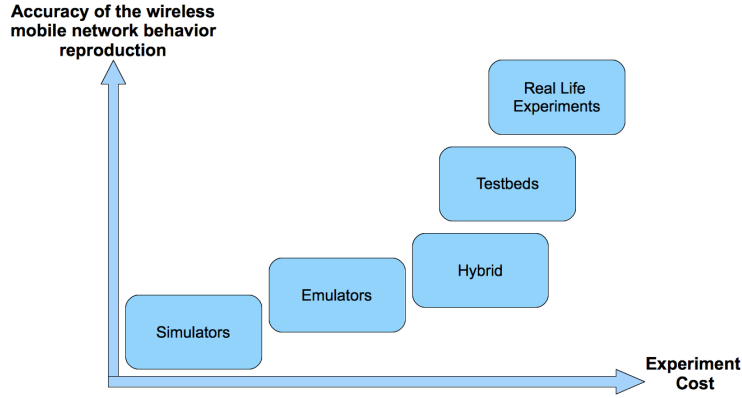 Accuracy of the wireless
mobile network behavior
reproduction
Real Life
Experiments
Testbeds
Hybrid
Emulators
Simulators
Experiment
Cost